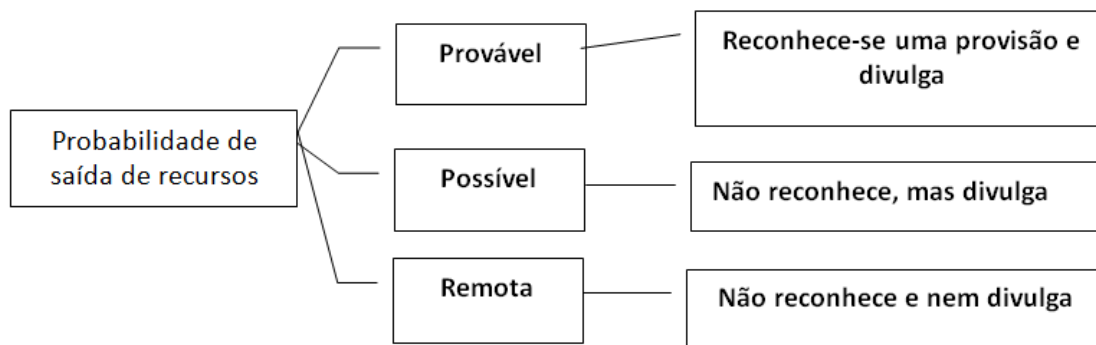 Probabilidade de
saída de recursos
Provável
Reconhece-se uma provisão e
divulga
Possível
Não reconhece, mas divulga
Remota
Não reconhece e nem divulga